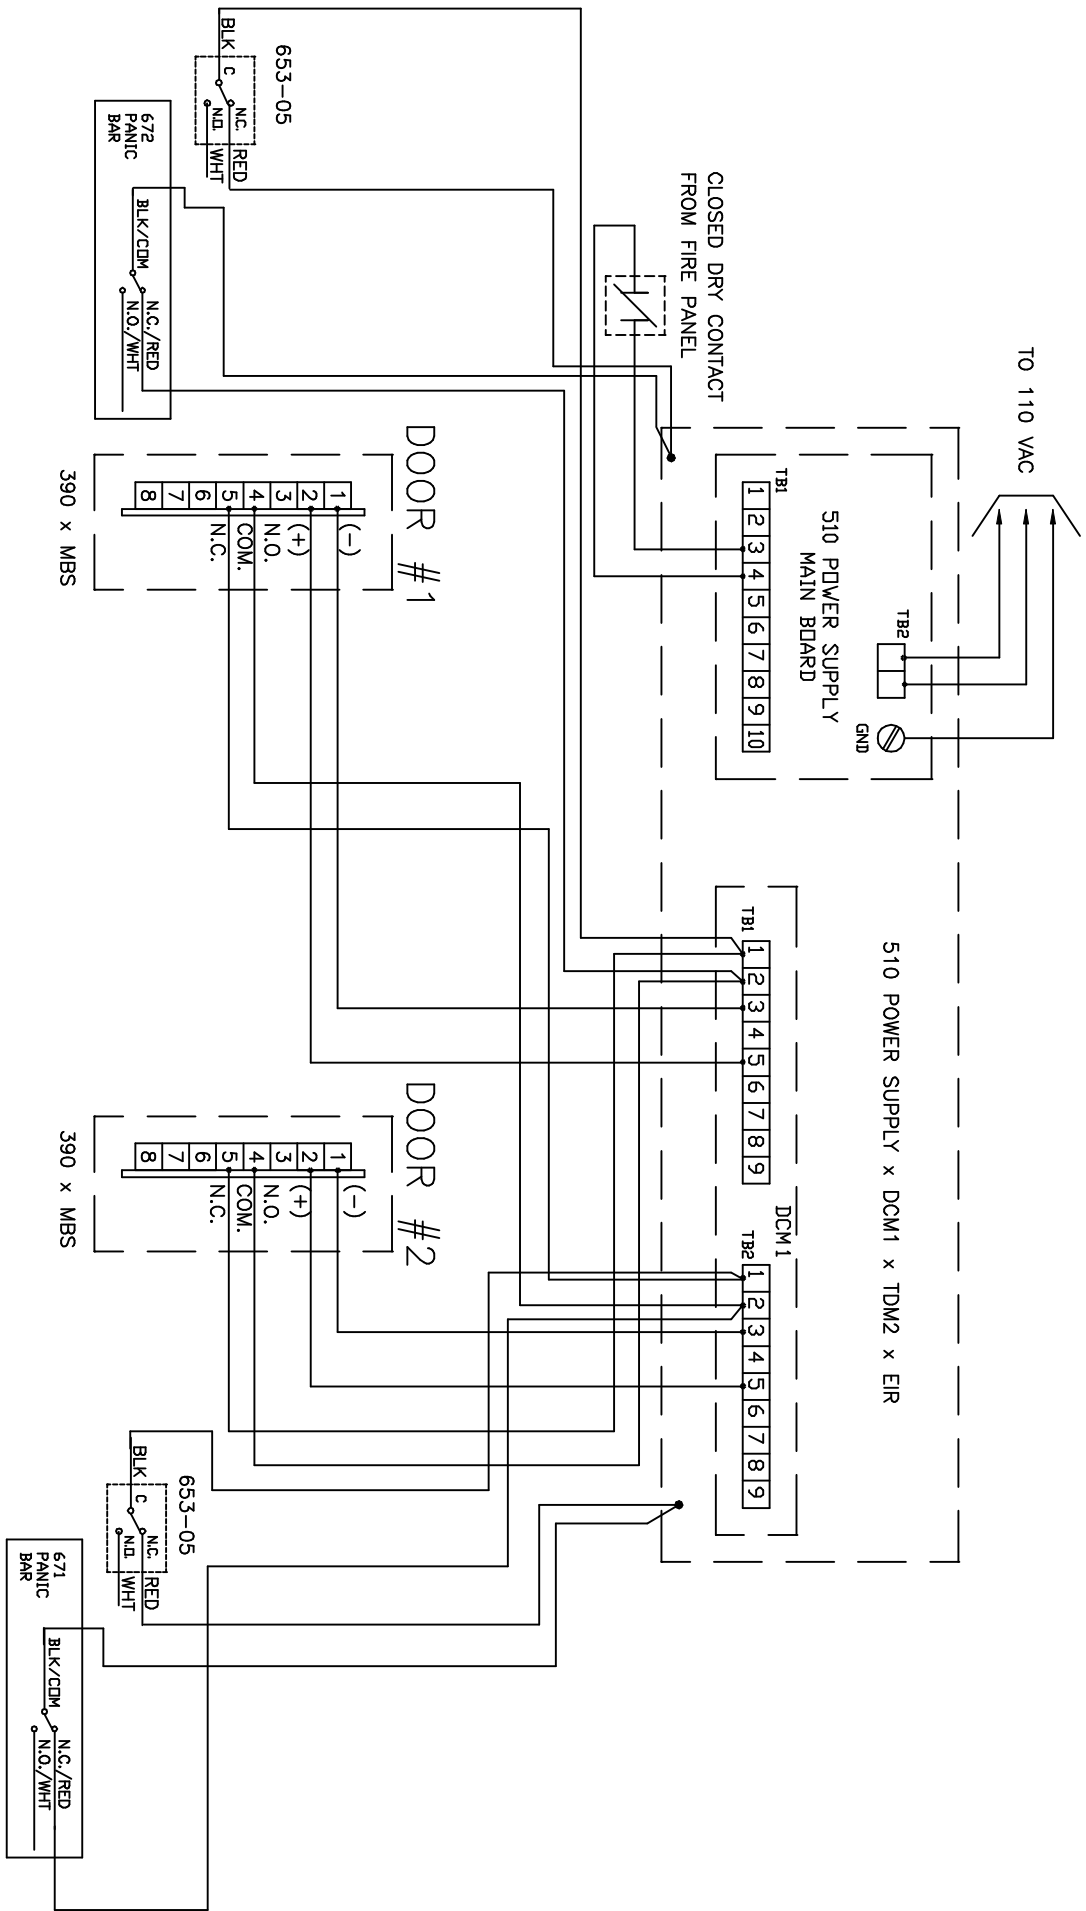 TO 110 VAC
510 POWER SUPPLY x DCM1 x TDM2 x EIR
510 POWER SUPPLY
MAIN BOARD
TB2
GND
TB1
1 2 3 4 5 6 7 8 9 10
DCM1
TB1
1 2 3 4 5 6 7 8 9
TB2
1 2 3 4 5 6 7 8 9
CLOSED DRY CONTACT
FROM FIRE PANEL
653-05
BLK
C
N.C.
N.O.
RED
WHT
672
PANIC
BAR
BLK/COM
N.C./RED
N.O./WHT
DOOR #1
1 2 3 4 5 6 7 8
(-)
(+)
N.O.
COM.
N.C.
390 x MBS
DOOR #2
1 2 3 4 5 6 7 8
(-)
(+)
N.O.
COM.
N.C.
390 x MBS
653-05
BLK
C
N.C.
N.O.
RED
WHT
671
PANIC
BAR
BLK/COM
N.C./RED
N.O./WHT